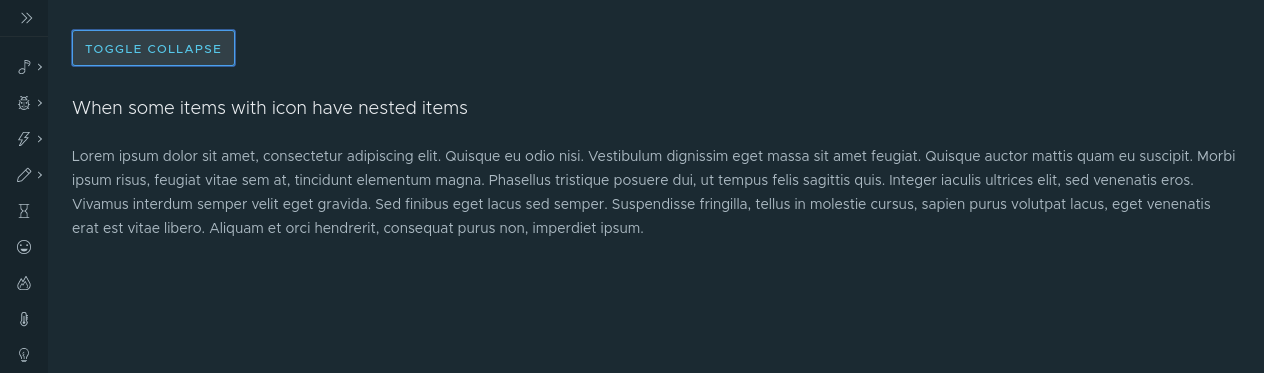 TOGGLE COLLAPSE
When some items with icon have nested items
Lorem ipsum dolor sit amet, consectetur adipiscing elit. Quisque eu odio nisi. Vestibulum dignissim eget massa sit amet feugiat. Quisque auctor mattis quam eu suscipit. Morbi
ipsum risus, feugiat vitae sem at, tincidunt elementum magna. Phasellus tristique posuere dui, ut tempus felis sagittis quis. Integer iaculis ultrices elit, sed venenatis eros.
Vivamus interdum semper velit eget gravida. Sed finibus eget lacus sed semper. Suspendisse fringilla, tellus in molestie cursus, sapien purus volutpat lacus, eget venenatis
erat est vitae libero. Aliquam et orci hendrerit, consequat purus non, imperdiet ipsum.